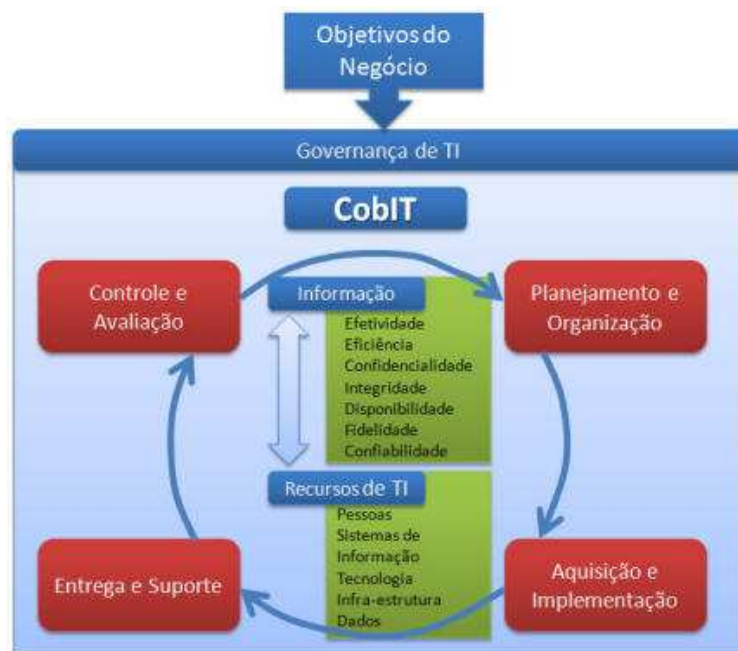 Objetivos do
Negócio
Governança de TI
CobIT
Controle e
Avaliação
Informação
Efetividade
Eficiência
Confidencialidade
Integridade
Disponibilidade
Fidelidade
Confiabilidade
Planejamento e
Organização
Recursos de TI
Pessoas
Sistemas de
Informação
Tecnologia
Infra-estrutura
Dados
Entrega e Suporte
Aquisição e
Implementação